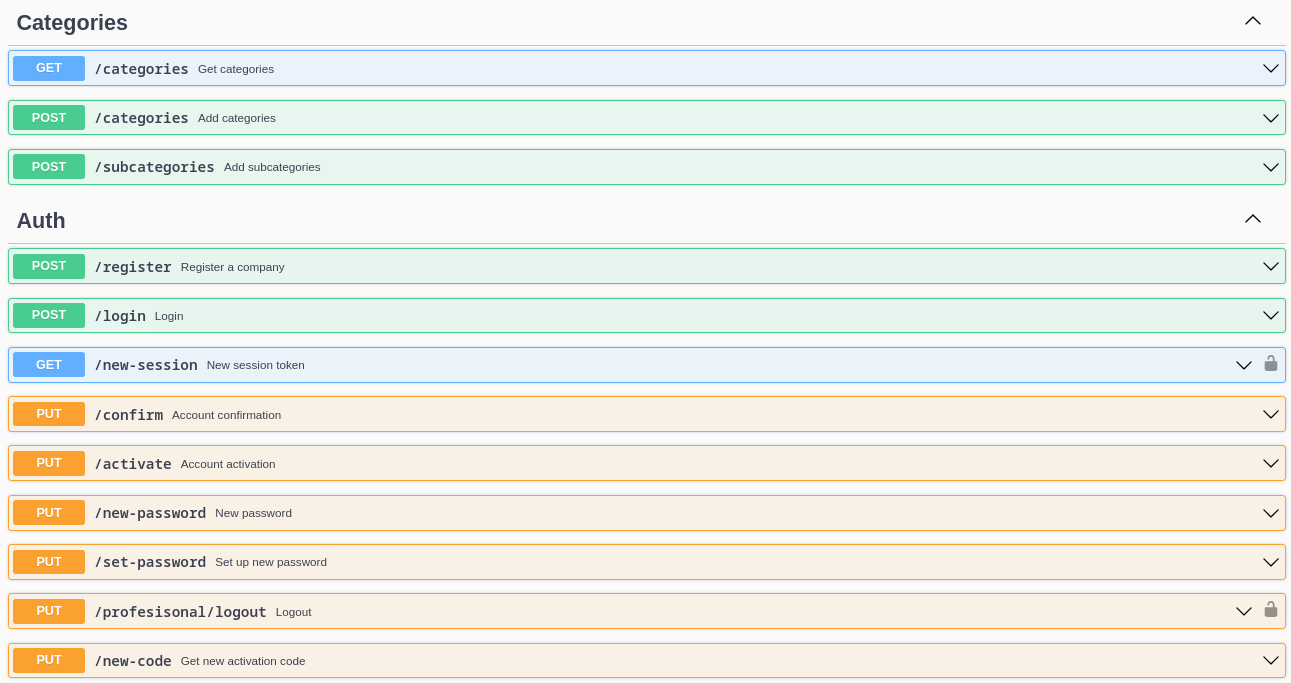 Categories
GET /categories Get categories
POST /categories Add categories
POST /subcategories Add subcategories
Auth
POST /register Register a company
POST /login Login
GET /new-session New session token
PUT /confirm Account confirmation
PUT /activate Account activation
PUT /new-password New password
PUT /set-password Set up new password
PUT /profesisonal/logout Logout
PUT /new-code Get new activation code